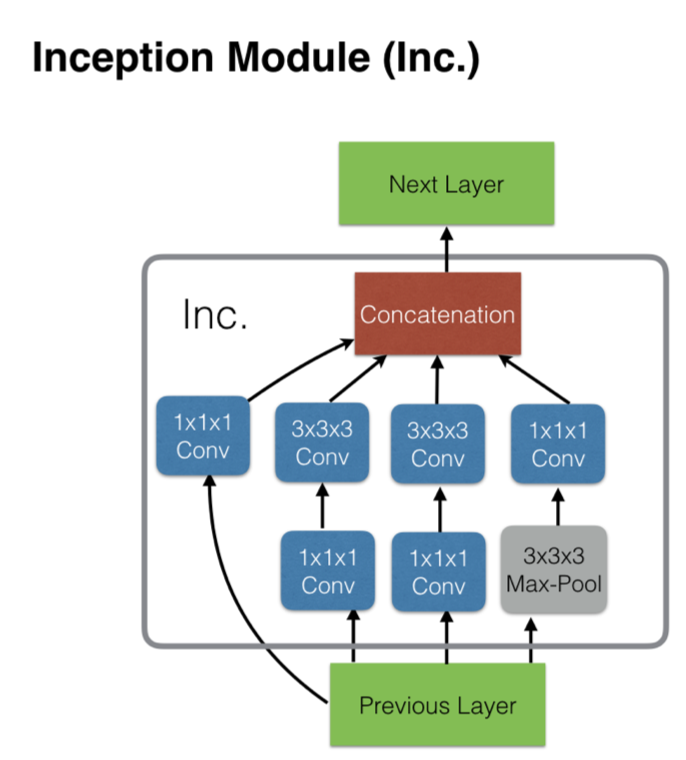 Inception Module (Inc.)
Next Layer
Inc.
Concatenation
1x1x1
Conv
3x3x3
Conv
3x3x3
Conv
1x1x1
Conv
1x1x1
Conv
1x1x1
Conv
3x3x3
Max-Pool
Previous Layer